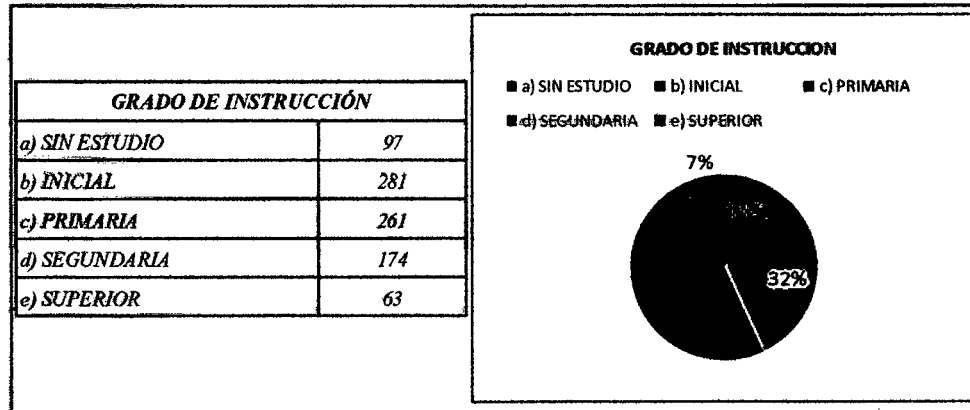 GRADO DE INSTRUCCIÓN
a) SIN ESTUDIO 97
b) INICIAL 281
c) PRIMARIA 261
d) SEGUNDARIA 174
e) SUPERIOR 63
GRADO DE INSTRUCCION
a) SIN ESTUDIO b) INICIAL c) PRIMARIA
d) SEGUNDARIA e) SUPERIOR
7%
32%